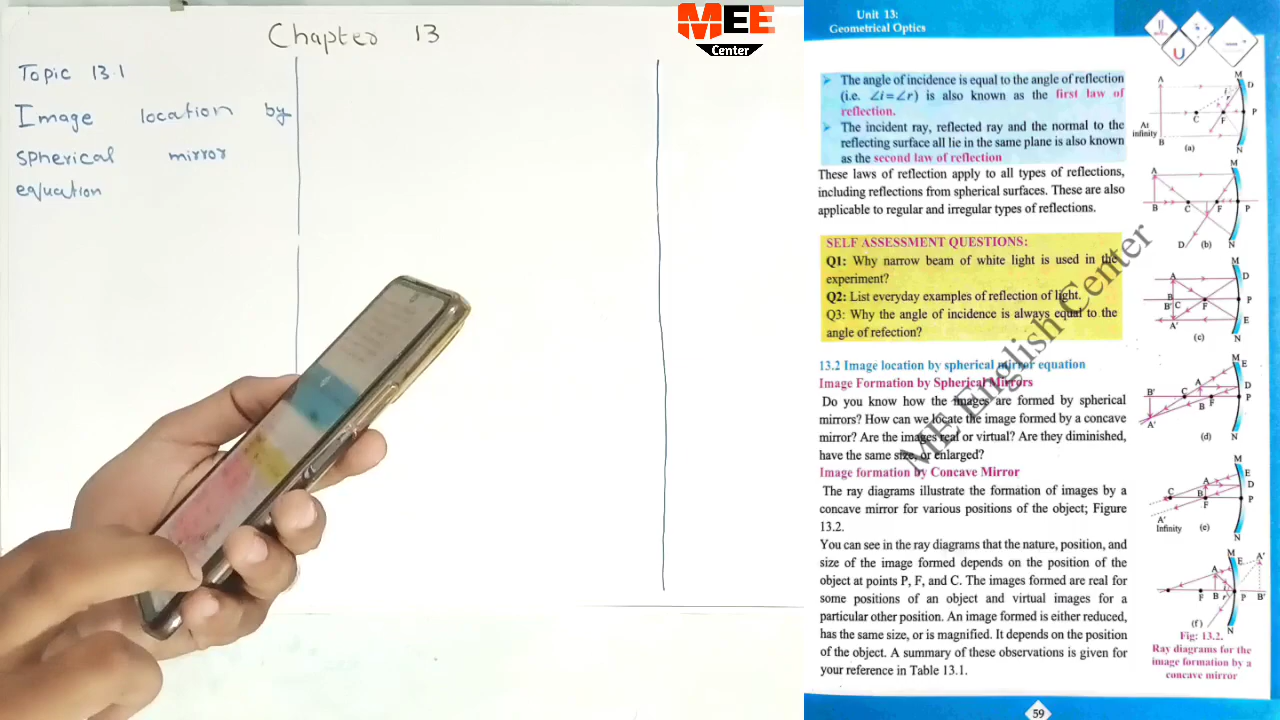 Chapter 13
Topic 13.1
Image location by
spherical mirror
equation
MEE
Center
Unit 13:
Geometrical Optics
The angle of incidence is equal to the angle of reflection
(i.e. ∠i=∠r) is also known as the first law of
reflection.
The incident ray, reflected ray and the normal to the
reflecting surface all lie in the same plane is also known
as the second law of reflection
These laws of reflection apply to all types of reflections,
including reflections from spherical surfaces. These are also
applicable to regular and irregular types of reflections.
SELF ASSESSMENT QUESTIONS:
Q1: Why narrow beam of white light is used in the
experiment?
Q2: List everyday examples of reflection of light.
Q3: Why the angle of incidence is always equal to the
angle of refection?
13.2 Image location by spherical mirror equation
Image Formation by Spherical Mirrors
Do you know how the images are formed by spherical
mirrors? How can we locate the image formed by a concave
mirror? Are the images real or virtual? Are they diminished,
have the same size, or enlarged?
Image formation by Concave Mirror
The ray diagrams illustrate the formation of images by a
concave mirror for various positions of the object; Figure
13.2.
You can see in the ray diagrams that the nature, position, and
size of the image formed depends on the position of the
object at points P, F, and C. The images formed are real for
some positions of an object and virtual images for a
particular other position. An image formed is either reduced,
has the same size, or is magnified. It depends on the position
of the object. A summary of these observations is given for
your reference in Table 13.1.
ME English Center
A M D
i
C F P
At
infinity
B N
(a)
A M
B C F P
D N
(b)
A M D
B
B' C F P
A' E
N
(c)
M E
B' C A D
B F P
A'
N
(d)
M
E
A D
C B P
F
A'
Infinity
N
(e)
M E A'
A
F B r P B'
N
(f)
Fig: 13.2.
Ray diagrams for the
image formation by a
concave mirror
59